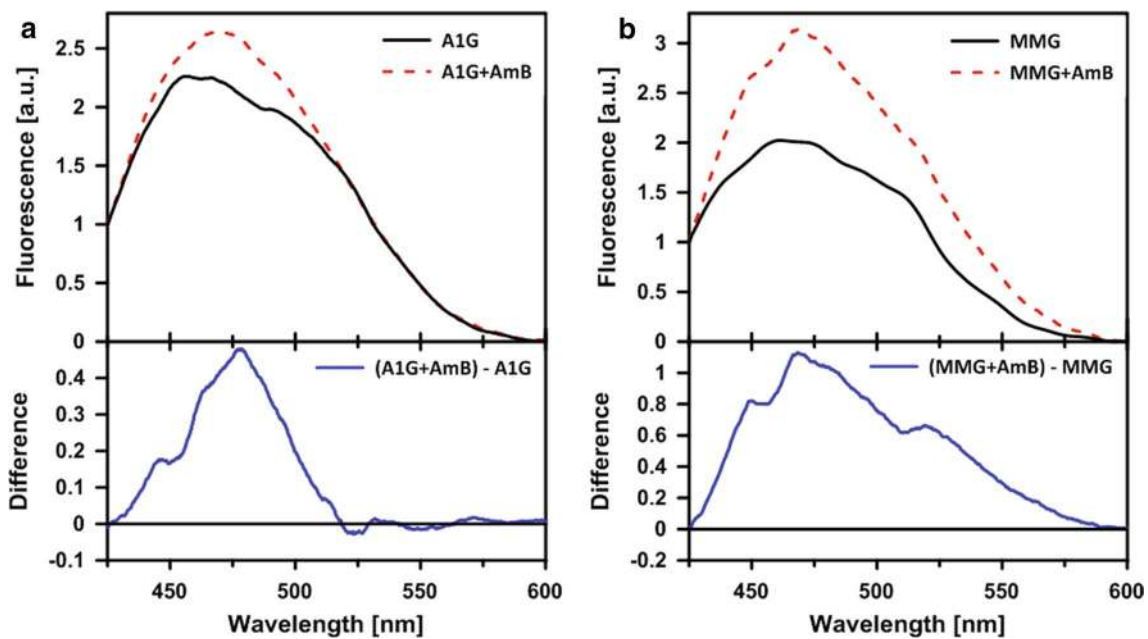 a
A1G
A1G+AmB
Fluorescence [a.u.]
2.5
2
1.5
1
0.5
0
(A1G+AmB) - A1G
Difference
0.4
0.3
0.2
0.1
0
-0.1
450
500
550
600
Wavelength [nm]
b
MMG
MMG+AmB
Fluorescence [a.u.]
3
2.5
2
1.5
1
0.5
0
(MMG+AmB) - MMG
Difference
1
0.8
0.6
0.4
0.2
0
-0.2
450
500
550
600
Wavelength [nm]